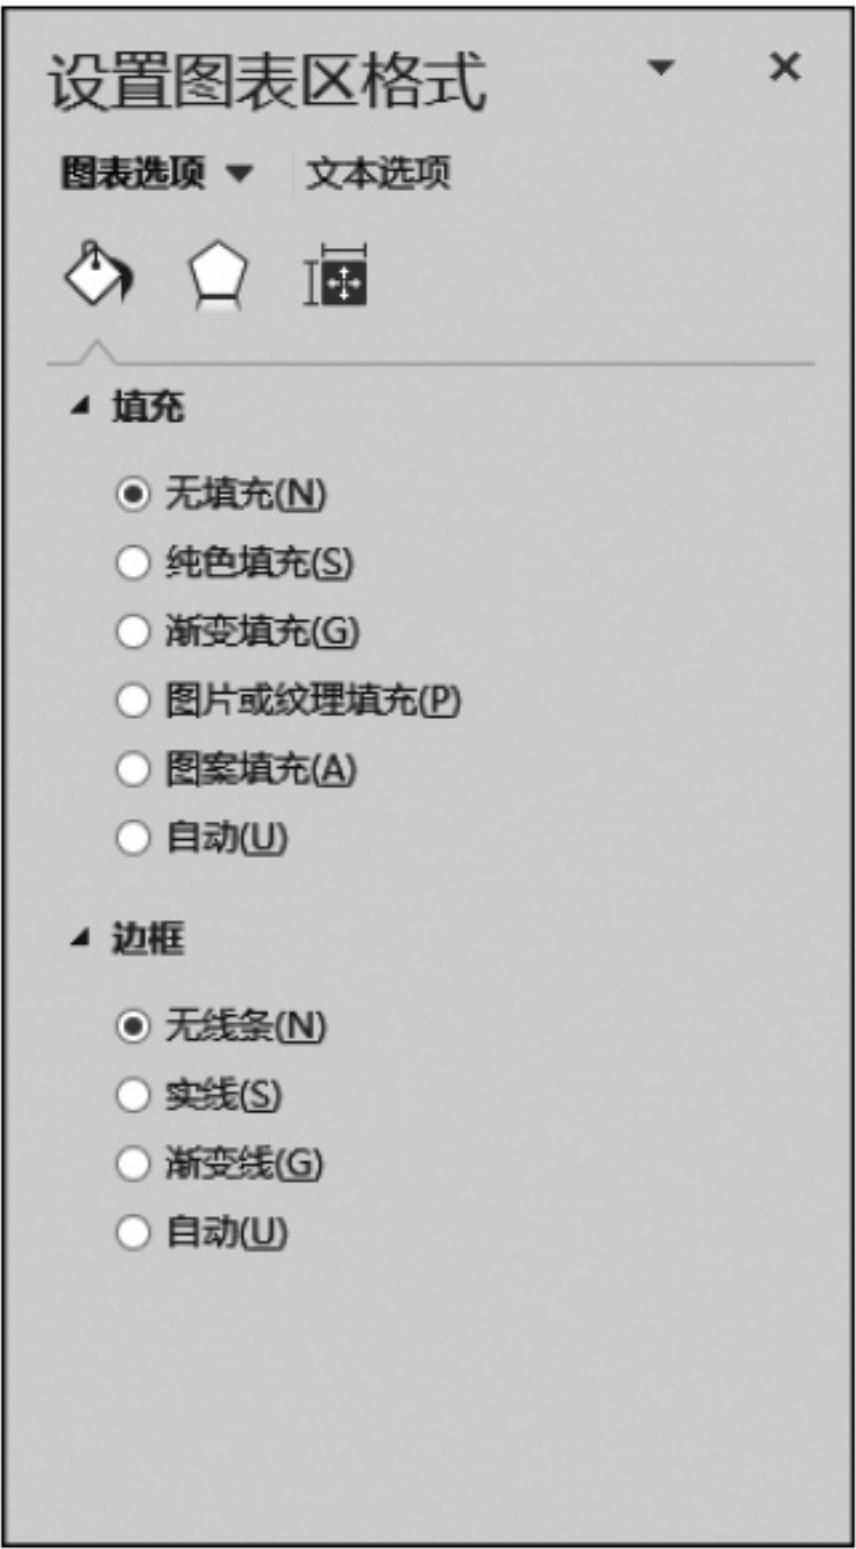 设置图表区格式
图表选项 文本选项
填充
无填充(N)
纯色填充(S)
渐变填充(G)
图片或纹理填充(P)
图案填充(A)
自动(U)
边框
无线条(N)
实线(S)
渐变线(G)
自动(U)